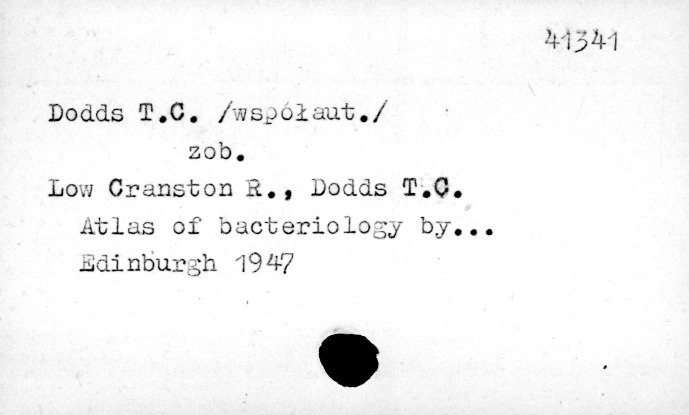 41341
Dodds T.C. /współaut./
zob.
Low Cranston R., Dodds T.C.
Atlas of bacteriology by...
Edinburgh 1947